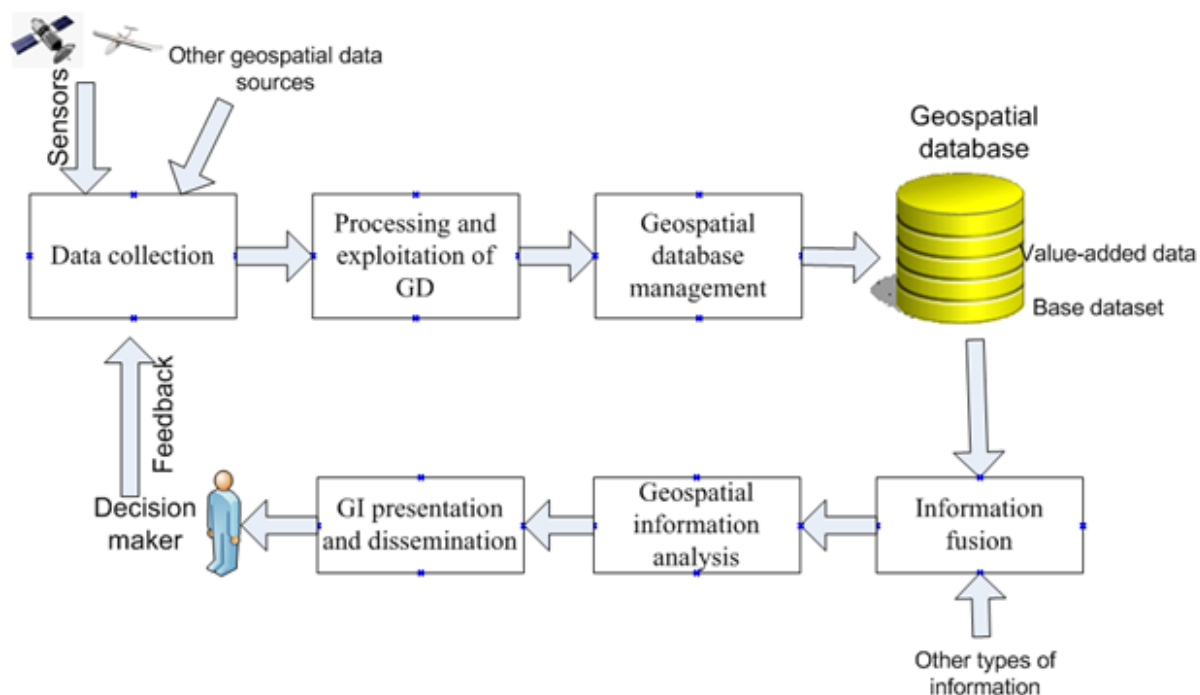 Other geospatial data
sources
Sensors
Geospatial
database
Data collection
Processing and
exploitation of
GD
Geospatial
database
management
Value-added data
Base dataset
Feedback
Decision
maker
GI presentation
and dissemination
Geospatial
information
analysis
Information
fusion
Other types of
information